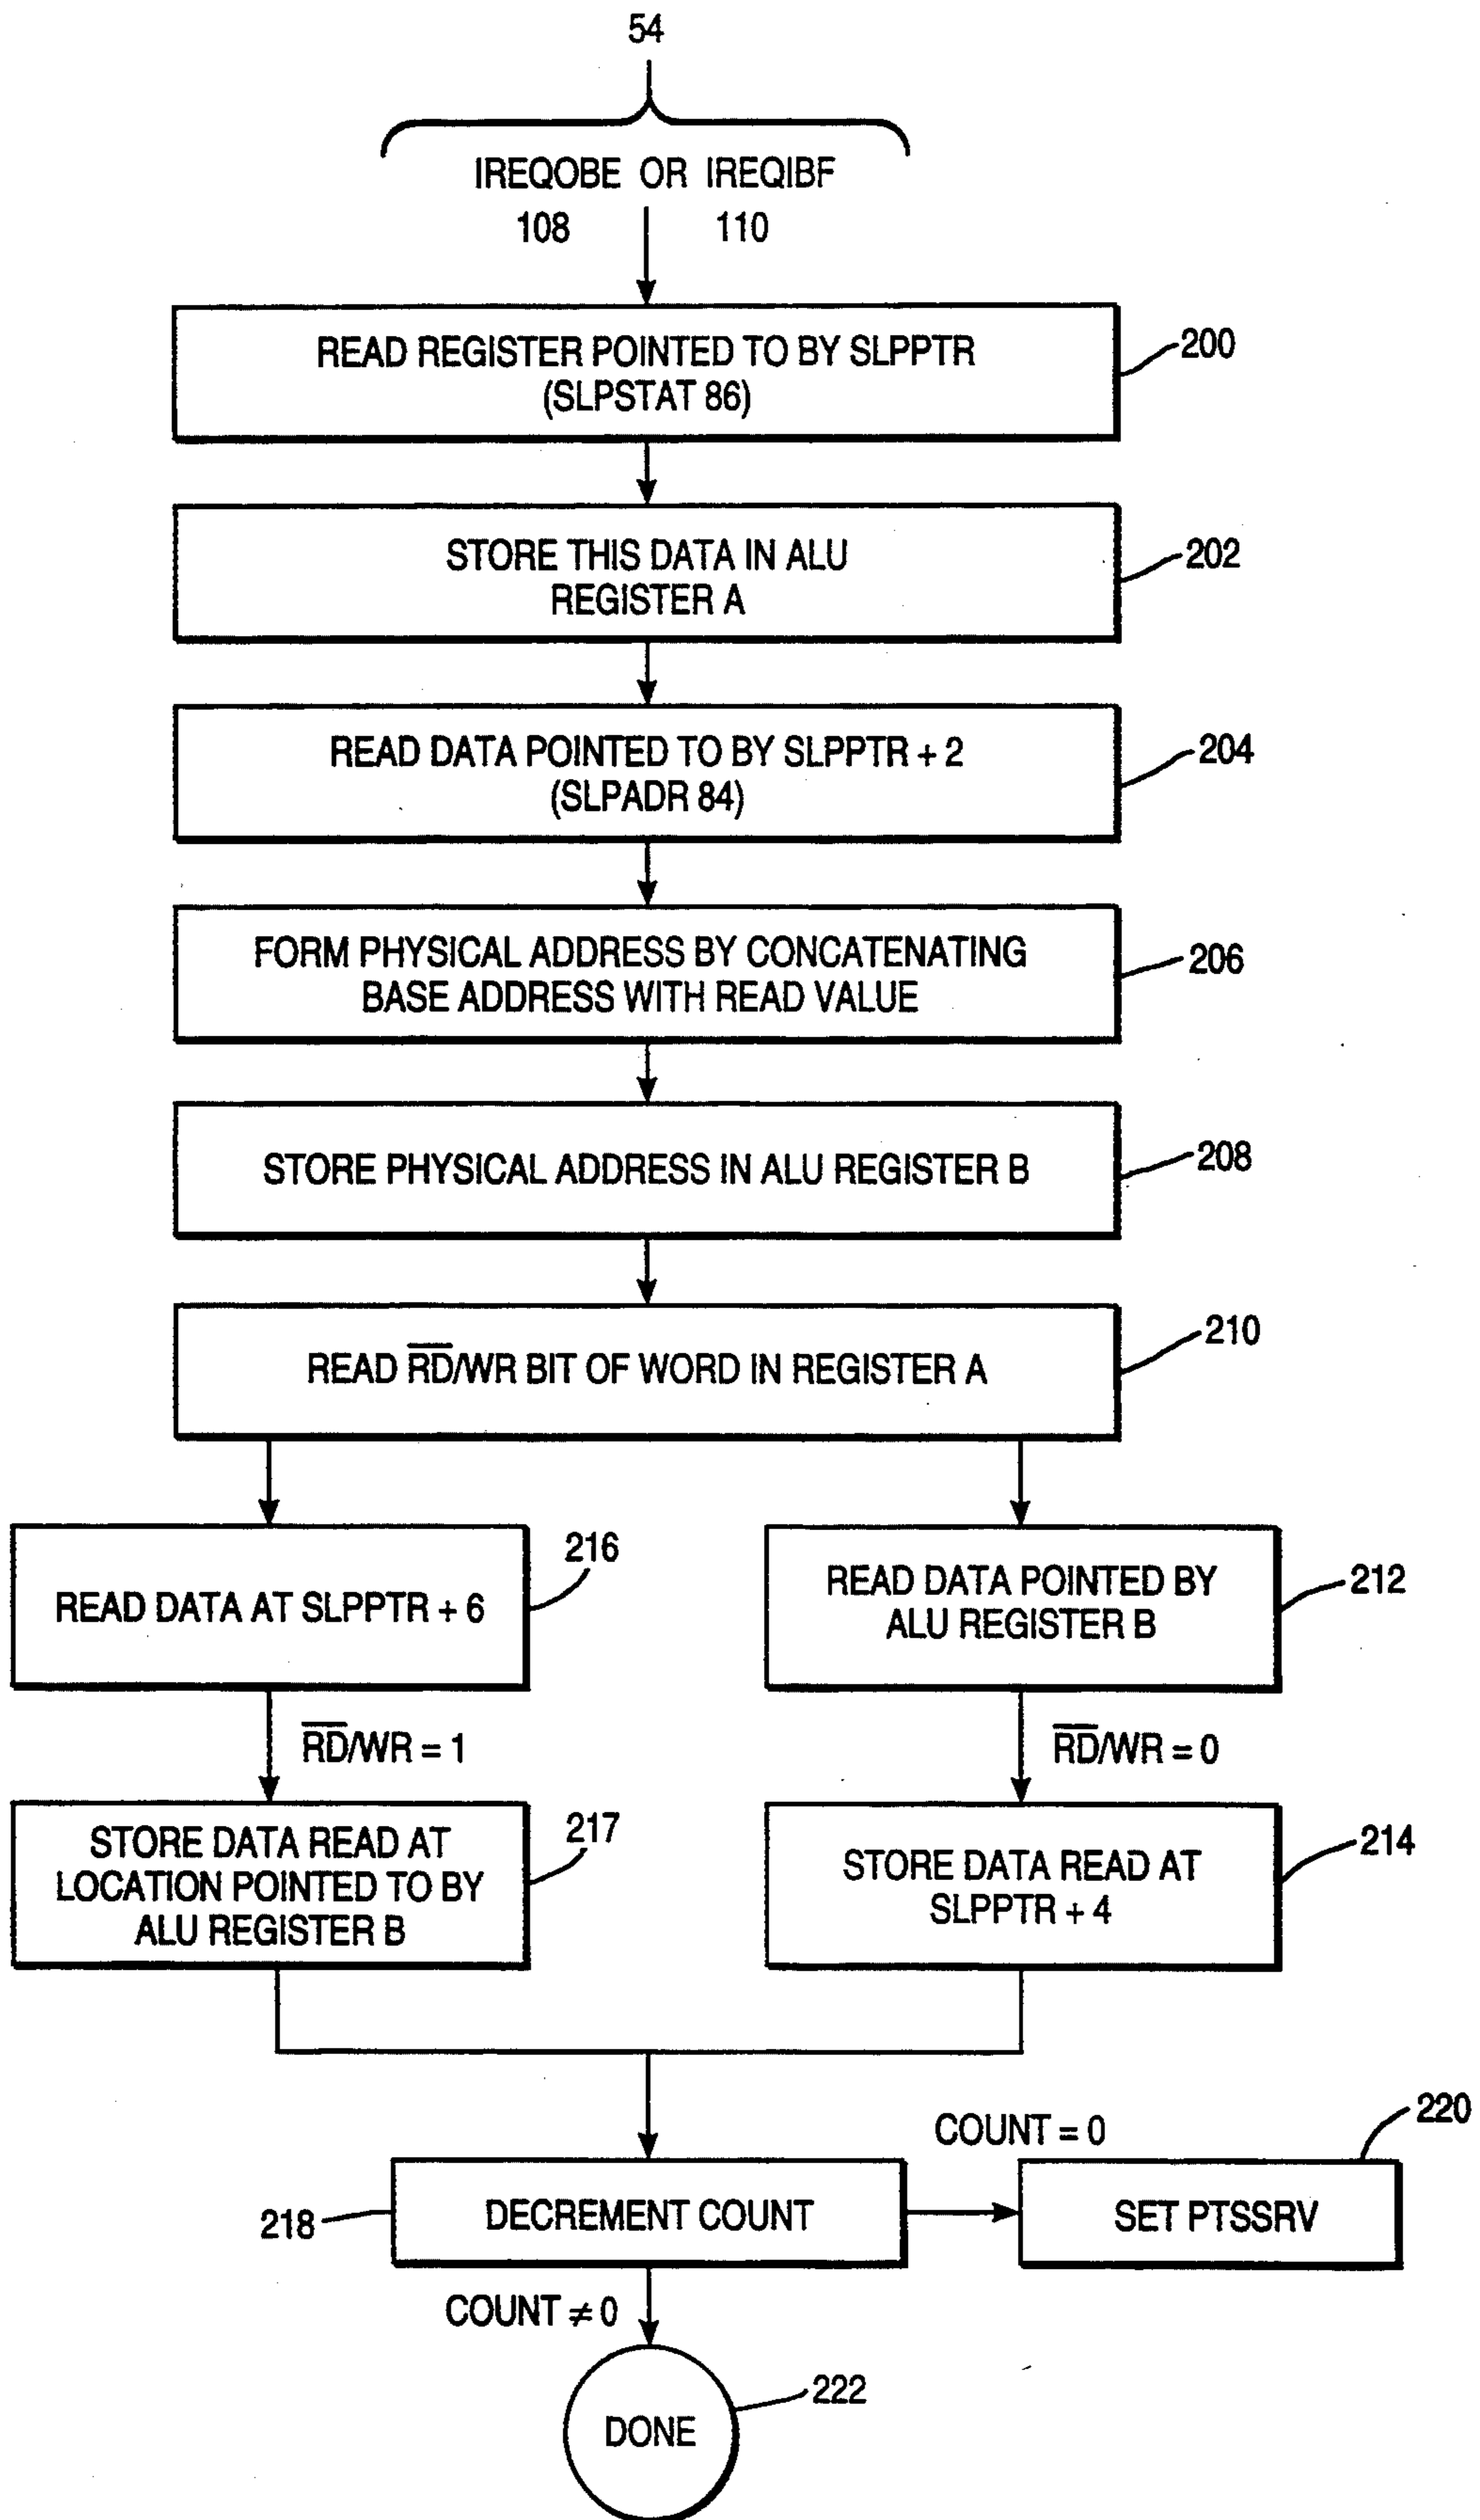 54
IREQOBE OR IREQIBF
108 110
READ REGISTER POINTED TO BY SLPPTR
(SLPSTAT 86)
200
STORE THIS DATA IN ALU
REGISTER A
202
READ DATA POINTED TO BY SLPPTR + 2
(SLPADR 84)
204
FORM PHYSICAL ADDRESS BY CONCATENATING
BASE ADDRESS WITH READ VALUE
206
STORE PHYSICAL ADDRESS IN ALU REGISTER B
208
READ R̅D̅/WR BIT OF WORD IN REGISTER A
210
READ DATA AT SLPPTR + 6
216
READ DATA POINTED BY
ALU REGISTER B
212
R̅D̅/WR = 1
R̅D̅/WR = 0
STORE DATA READ AT
LOCATION POINTED TO BY
ALU REGISTER B
217
STORE DATA READ AT
SLPPTR + 4
214
COUNT = 0
220
218
DECREMENT COUNT
SET PTSSRV
COUNT ≠ 0
DONE
222